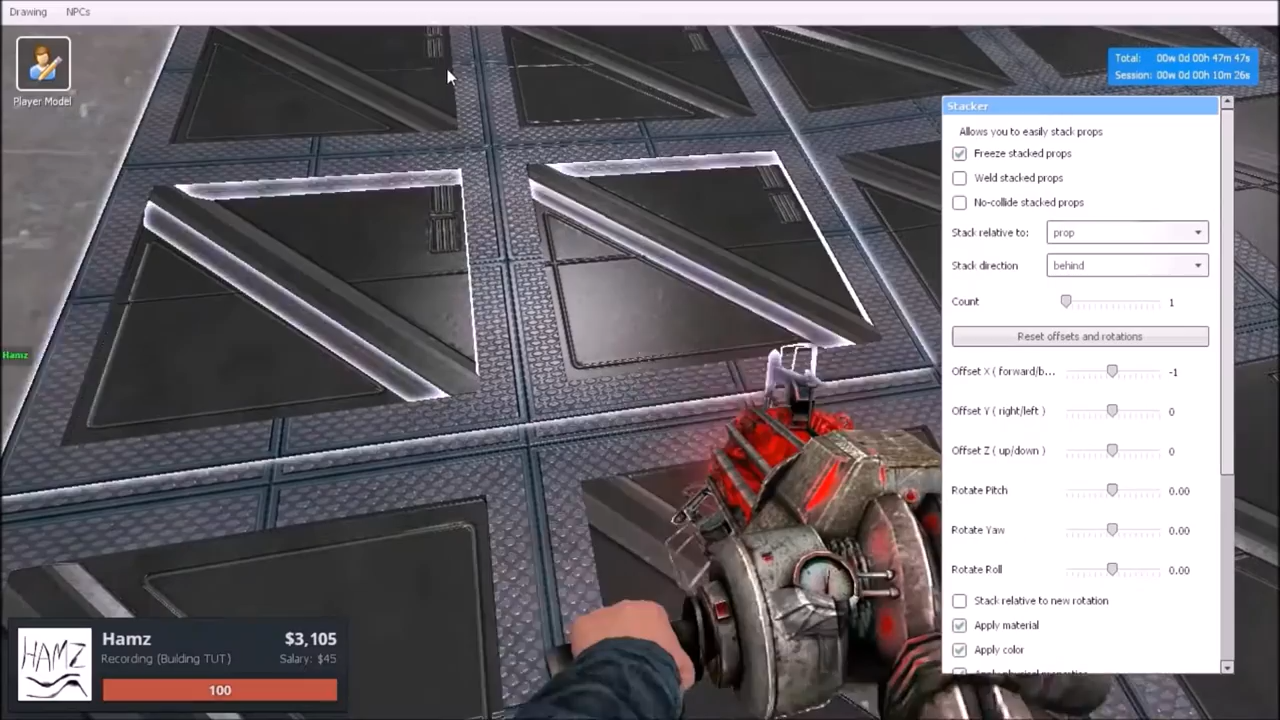 Drawing NPCs
Player Model
Total: 00w 0d 00h 47m 47s
Session: 00w 0d 00h 10m 26s
Stacker
Allows you to easily stack props
Freeze stacked props
Weld stacked props
No-collide stacked props
Stack relative to: prop
Stack direction behind
Count 1
Reset offsets and rotations
Offset X ( forward/b... -1
Offset Y ( right/left ) 0
Offset Z ( up/down ) 0
Rotate Pitch 0.00
Rotate Yaw 0.00
Rotate Roll 0.00
Stack relative to new rotation
Apply material
Apply color
Apply physical properties
Hamz
HAMZ
Hamz $3,105
Recording (Building TUT) Salary: $45
100